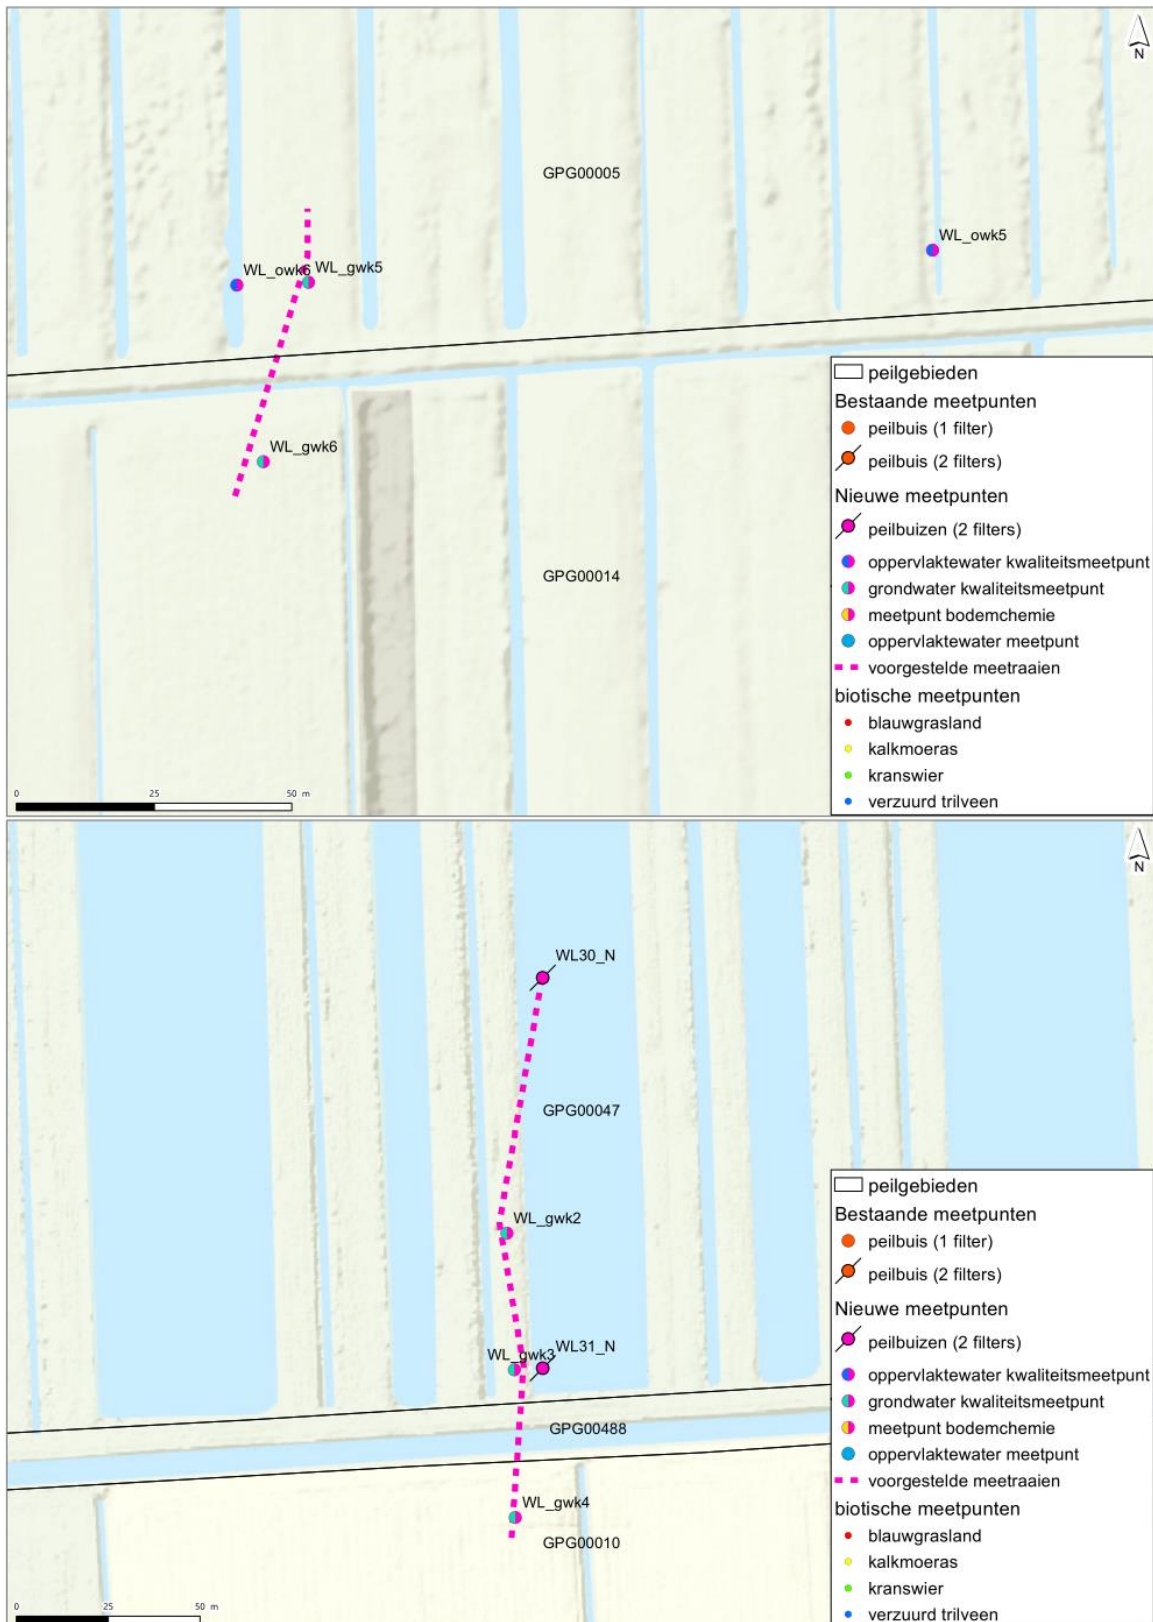 N
GPG00005
WL_owk5
WL_owk6
WL_gwk5
WL_gwk6
GPG00014
0 25 50 m
peilgebieden
Bestaande meetpunten
peilbuis (1 filter)
peilbuis (2 filters)
Nieuwe meetpunten
peilbuizen (2 filters)
oppervlaktewater kwaliteitsmeetpunt
grondwater kwaliteitsmeetpunt
meetpunt bodemchemie
oppervlaktewater meetpunt
voorgestelde meetraaien
biotische meetpunten
blauwgrasland
kalkmoeras
kranswier
verzuurd trilveen
N
WL30_N
GPG00047
WL_gwk2
WL31_N
WL_gwk3
GPG00488
WL_gwk4
GPG00010
0 25 50 m
peilgebieden
Bestaande meetpunten
peilbuis (1 filter)
peilbuis (2 filters)
Nieuwe meetpunten
peilbuizen (2 filters)
oppervlaktewater kwaliteitsmeetpunt
grondwater kwaliteitsmeetpunt
meetpunt bodemchemie
oppervlaktewater meetpunt
voorgestelde meetraaien
biotische meetpunten
blauwgrasland
kalkmoeras
kranswier
verzuurd trilveen